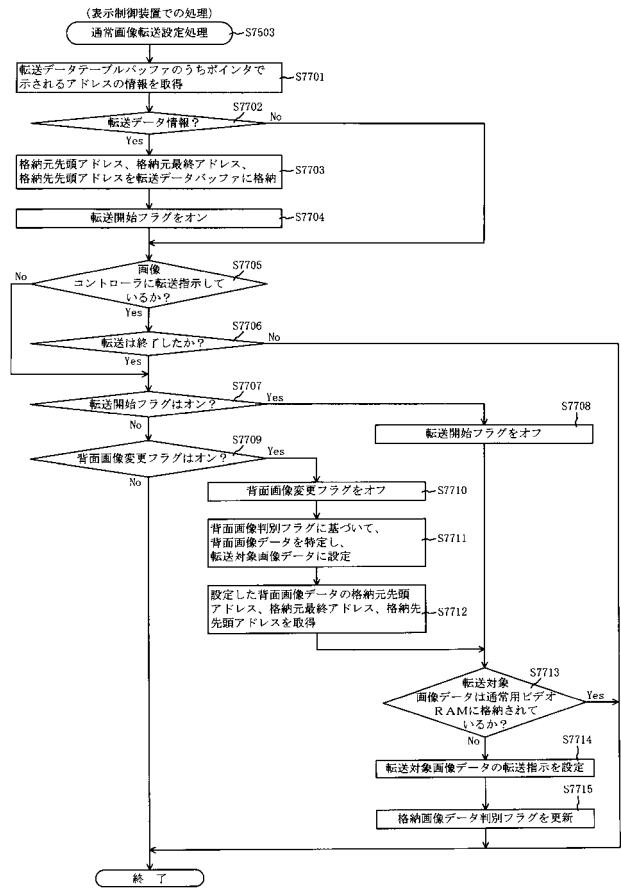 (表示制御装置での処理)
通常画像転送設定処理
S7503
転送データテーブルバッファのうちポインタで
示されるアドレスの情報を取得
S7701
S7702
転送データ情報?
No
Yes
格納元先頭アドレス、格納元最終アドレス、
格納先先頭アドレスを転送データバッファに格納
S7703
転送開始フラグをオン
S7704
S7705
画像
コントローラに転送指示して
いるか?
No
Yes
S7706
転送は終了したか?
No
Yes
S7707
転送開始フラグはオン?
Yes
No
S7708
転送開始フラグをオフ
S7709
背面画像変更フラグはオン?
Yes
No
背面画像変更フラグをオフ
S7710
背面画像判別フラグに基づいて、
背面画像データを特定し、
転送対象画像データに設定
S7711
設定した背面画像データの格納元先頭
アドレス、格納元最終アドレス、格納先
先頭アドレスを取得
S7712
S7713
転送対象
画像データは通常用ビデオ
RAMに格納されて
いるか?
Yes
No
S7714
転送対象画像データの転送指示を設定
S7715
格納画像データ判別フラグを更新
終 了